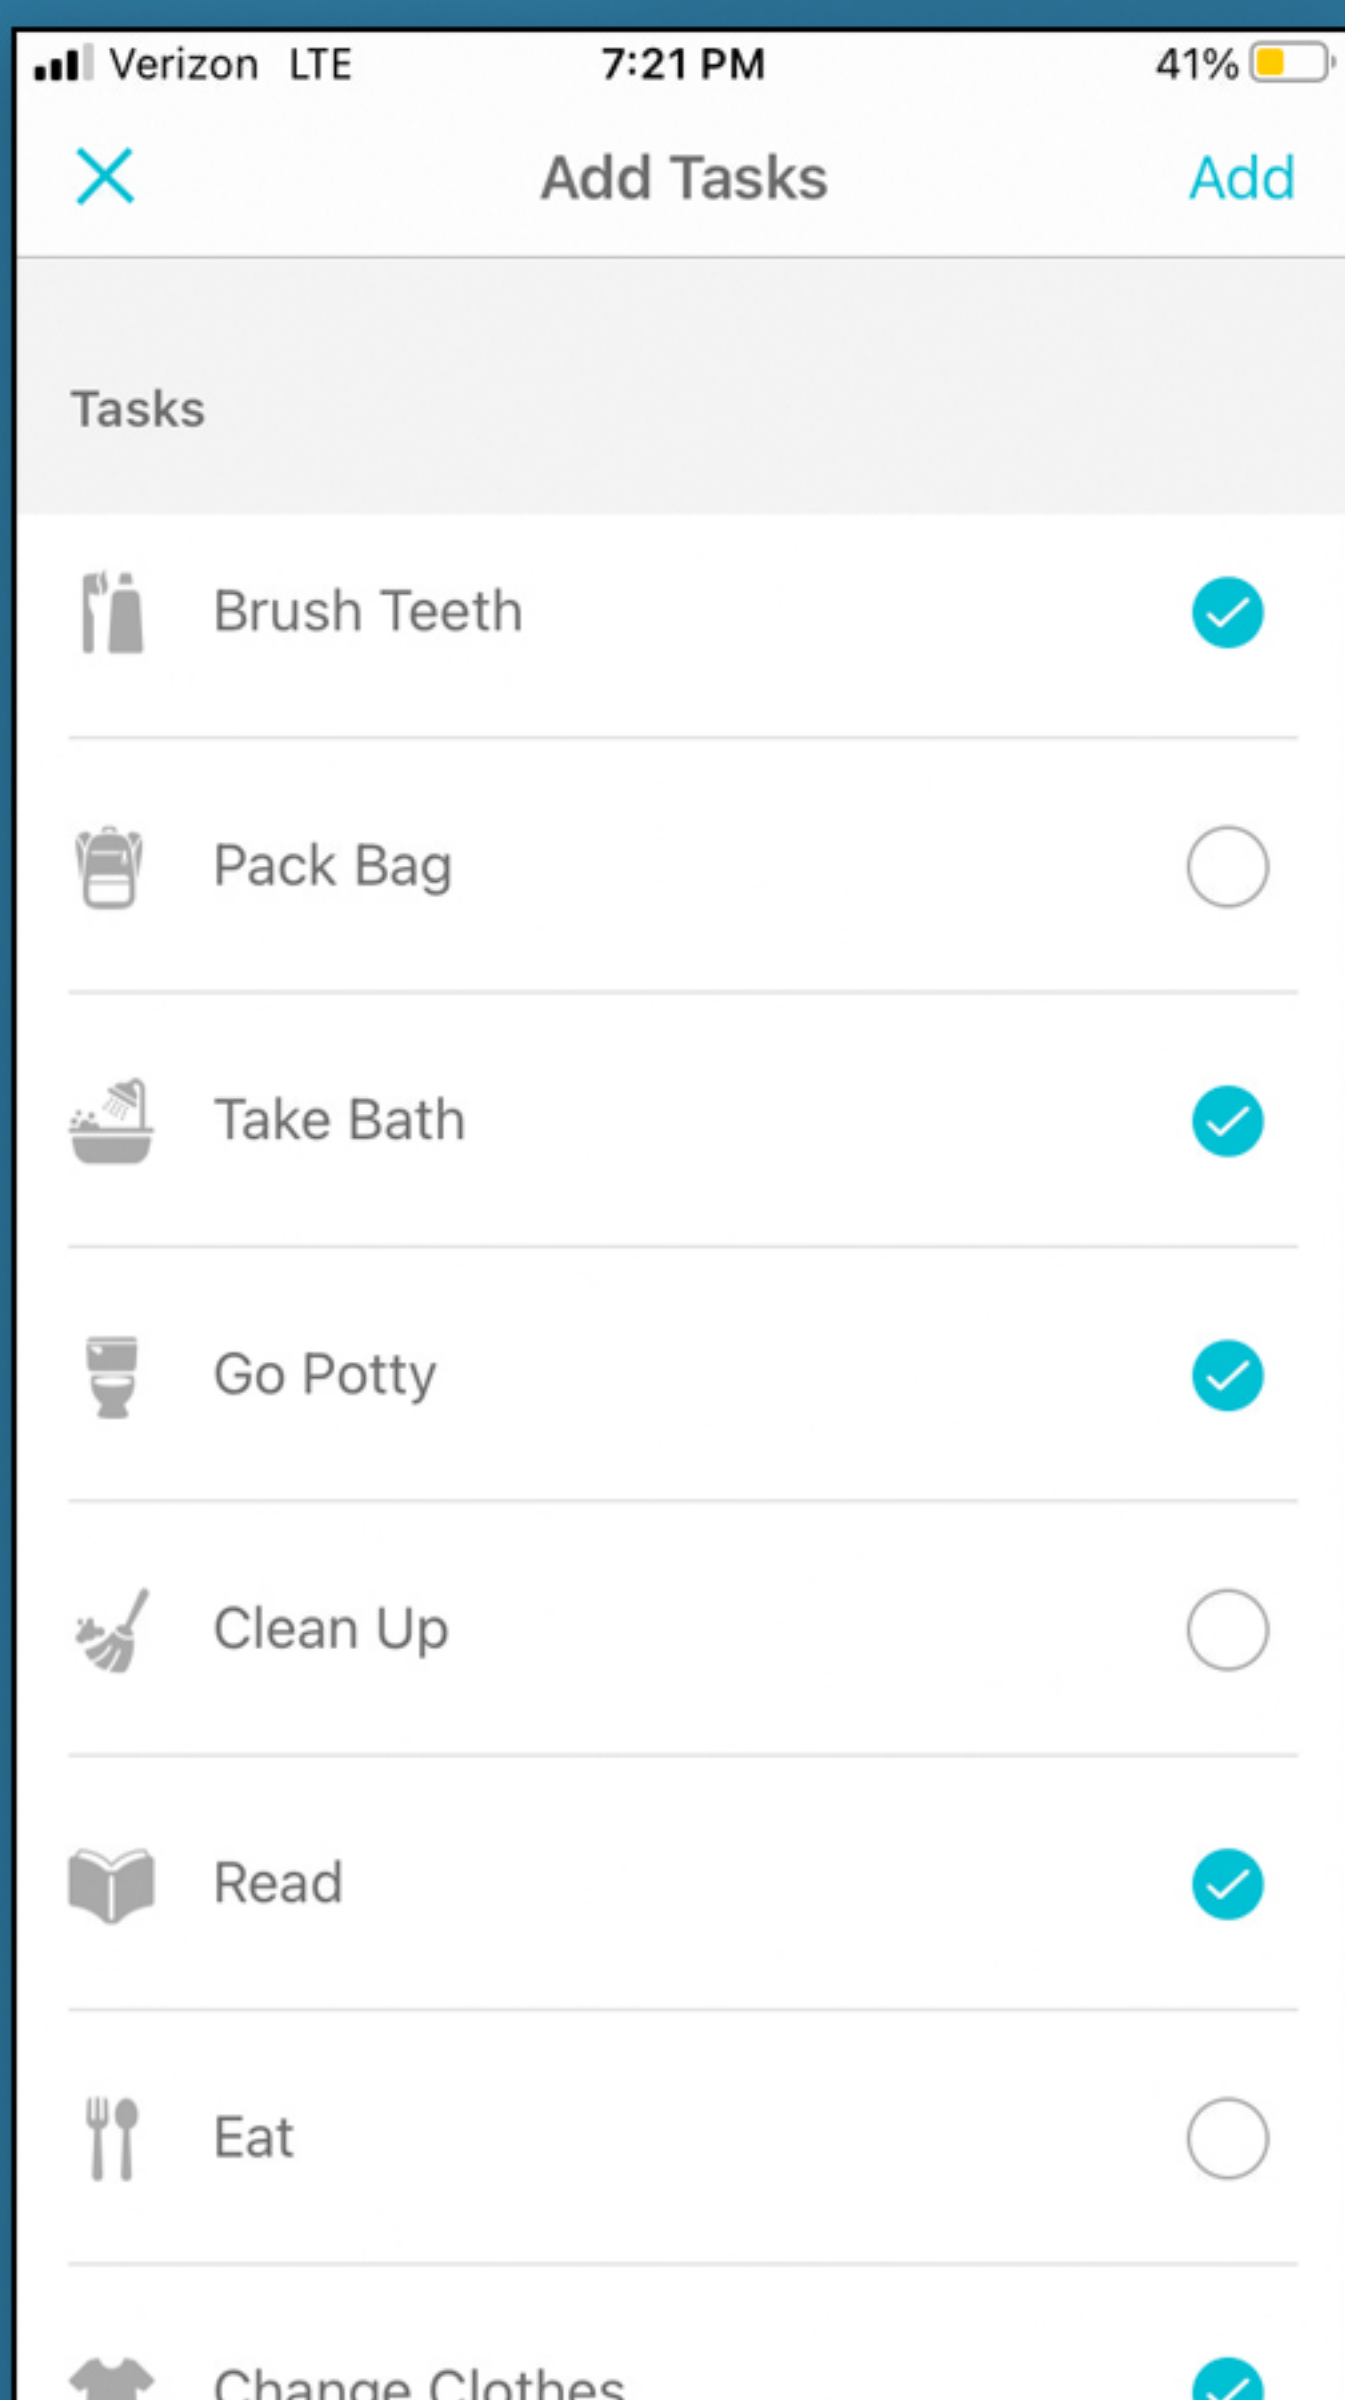 Verizon LTE 7:21 PM 41%
Add Tasks Add
Tasks
Brush Teeth
Pack Bag
Take Bath
Go Potty
Clean Up
Read
Eat
Change Clothes